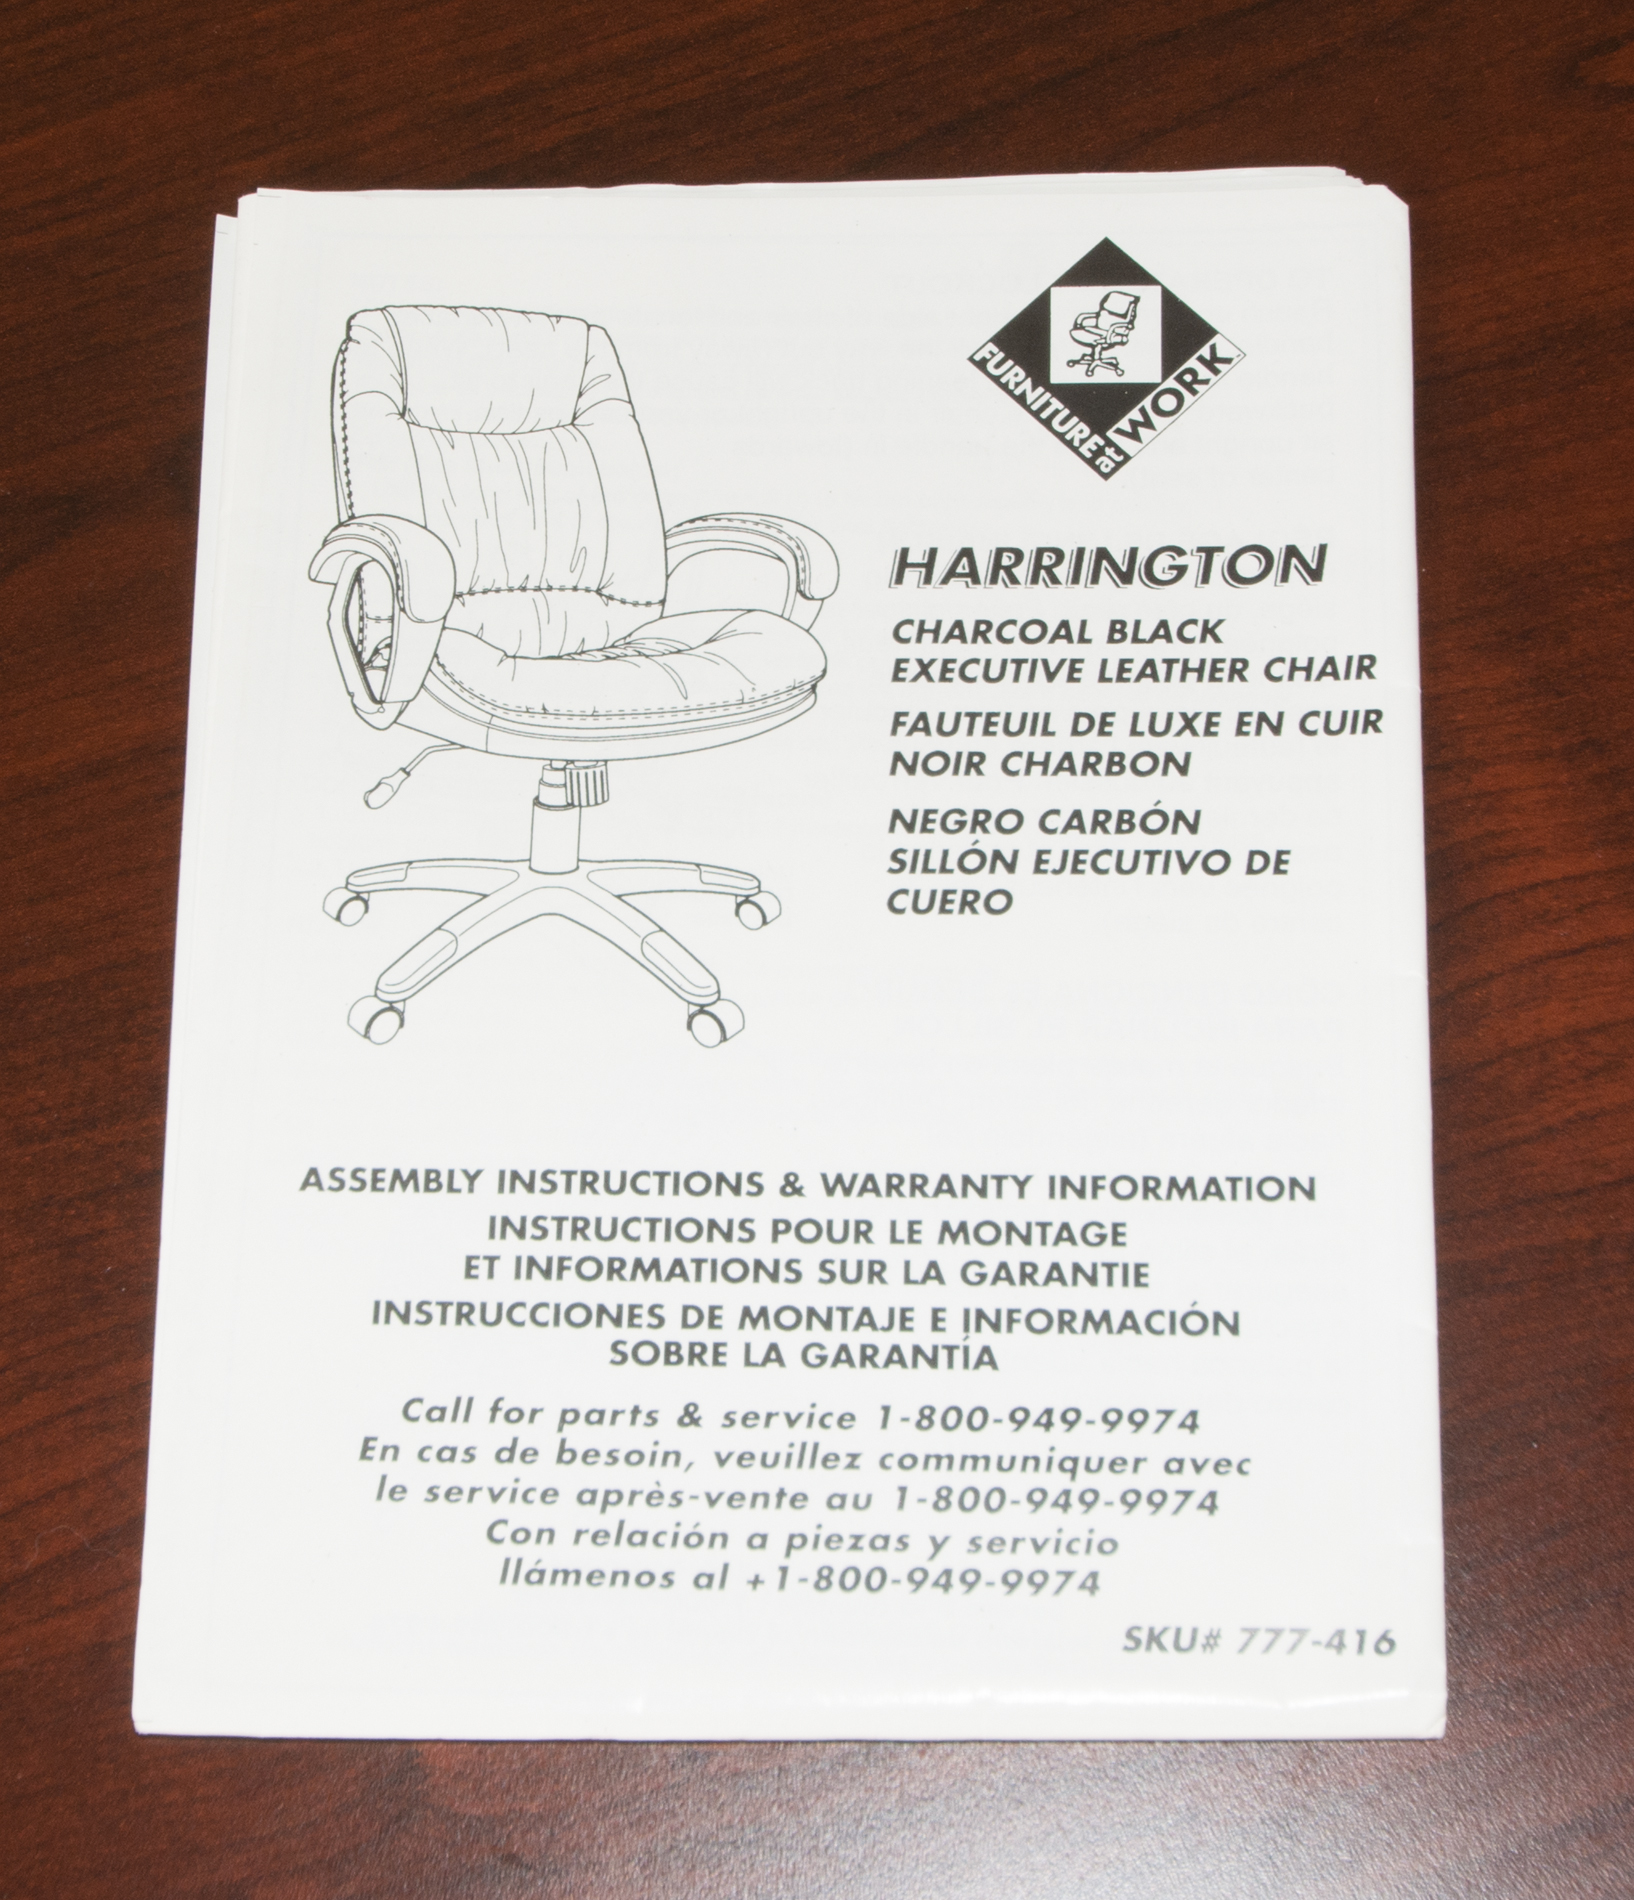 FURNITURE at WORK
HARRINGTON
CHARCOAL BLACK
EXECUTIVE LEATHER CHAIR
FAUTEUIL DE LUXE EN CUIR
NOIR CHARBON
NEGRO CARBÓN
SILLÓN EJECUTIVO DE
CUERO
ASSEMBLY INSTRUCTIONS & WARRANTY INFORMATION
INSTRUCTIONS POUR LE MONTAGE
ET INFORMATIONS SUR LA GARANTIE
INSTRUCCIONES DE MONTAJE E INFORMACIÓN
SOBRE LA GARANTÍA
Call for parts & service 1-800-949-9974
En cas de besoin, veuillez communiquer avec
le service après-vente au 1-800-949-9974
Con relación a piezas y servicio
llámenos al +1-800-949-9974
SKU# 777-416